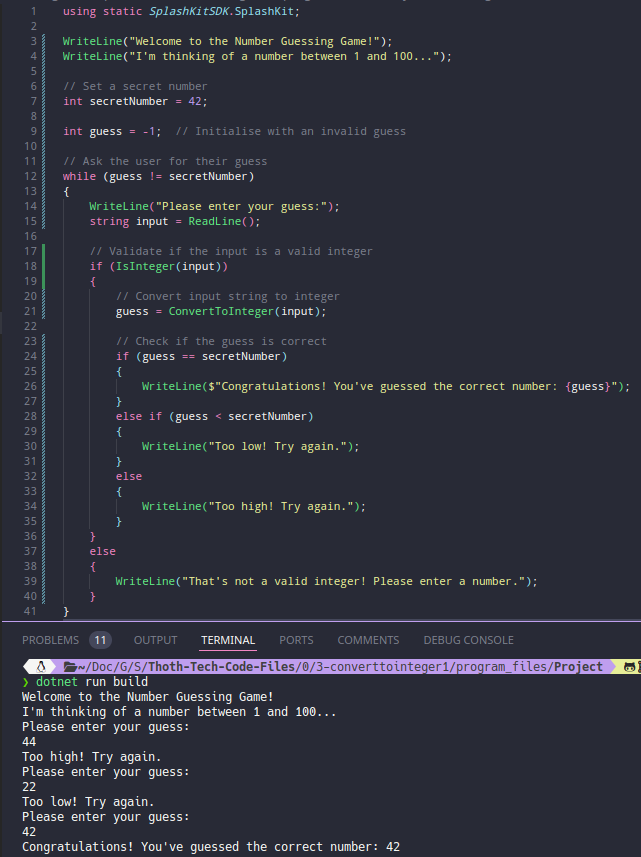 1 using static SplashKitSDK.SplashKit;
2
3 WriteLine("Welcome to the Number Guessing Game!");
4 WriteLine("I'm thinking of a number between 1 and 100...");
5
6 // Set a secret number
7 int secretNumber = 42;
8
9 int guess = -1;  // Initialise with an invalid guess
10
11 // Ask the user for their guess
12 while (guess != secretNumber)
13 {
14     WriteLine("Please enter your guess:");
15     string input = ReadLine();
16
17     // Validate if the input is a valid integer
18     if (IsInteger(input))
19     {
20         // Convert input string to integer
21         guess = ConvertToInteger(input);
22
23         // Check if the guess is correct
24         if (guess == secretNumber)
25         {
26             WriteLine($"Congratulations! You've guessed the correct number: {guess}");
27         }
28         else if (guess < secretNumber)
29         {
30             WriteLine("Too low! Try again.");
31         }
32         else
33         {
34             WriteLine("Too high! Try again.");
35         }
36     }
37     else
38     {
39         WriteLine("That's not a valid integer! Please enter a number.");
40     }
41 }
PROBLEMS 11 OUTPUT TERMINAL PORTS COMMENTS DEBUG CONSOLE
~/Doc/G/S/Thoth-Tech-Code-Files/0/3-converttointeger1/program_files/Project
❯ dotnet run build
Welcome to the Number Guessing Game!
I'm thinking of a number between 1 and 100...
Please enter your guess:
44
Too high! Try again.
Please enter your guess:
22
Too low! Try again.
Please enter your guess:
42
Congratulations! You've guessed the correct number: 42